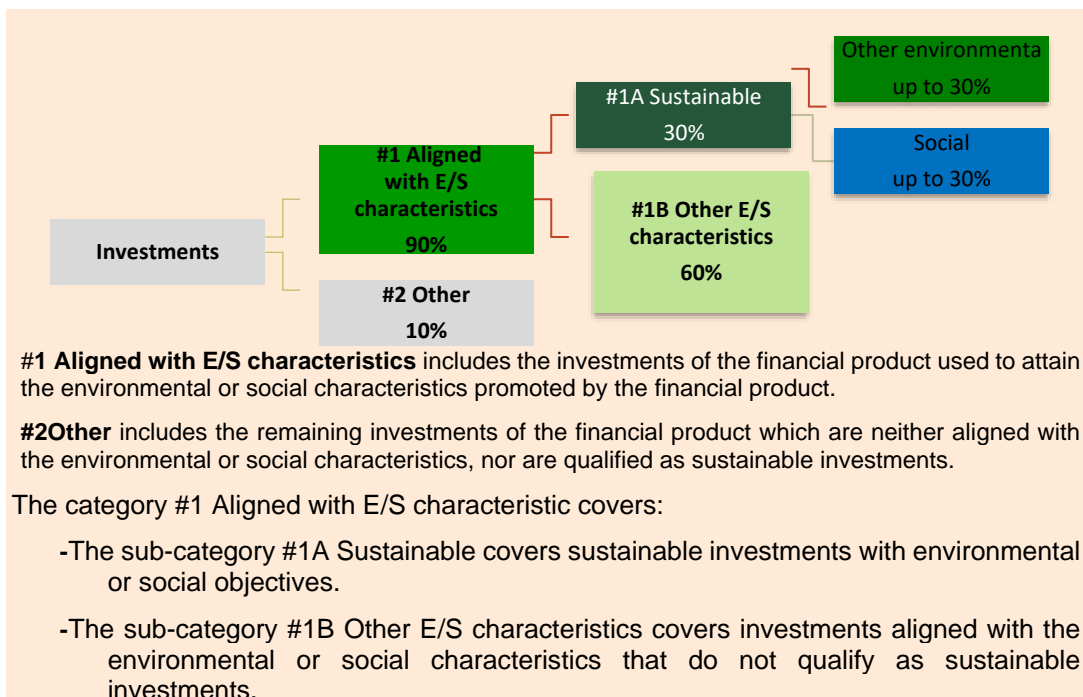 Other environmenta
up to 30%
#1A Sustainable
30%
Social
up to 30%
#1 Aligned
with E/S
characteristics
90%
#1B Other E/S
characteristics
60%
Investments
#2 Other
10%
#1 Aligned with E/S characteristics includes the investments of the financial product used to attain
the environmental or social characteristics promoted by the financial product.
#2Other includes the remaining investments of the financial product which are neither aligned with
the environmental or social characteristics, nor are qualified as sustainable investments.
The category #1 Aligned with E/S characteristic covers:
-The sub-category #1A Sustainable covers sustainable investments with environmental
or social objectives.
-The sub-category #1B Other E/S characteristics covers investments aligned with the
environmental or social characteristics that do not qualify as sustainable
investments.